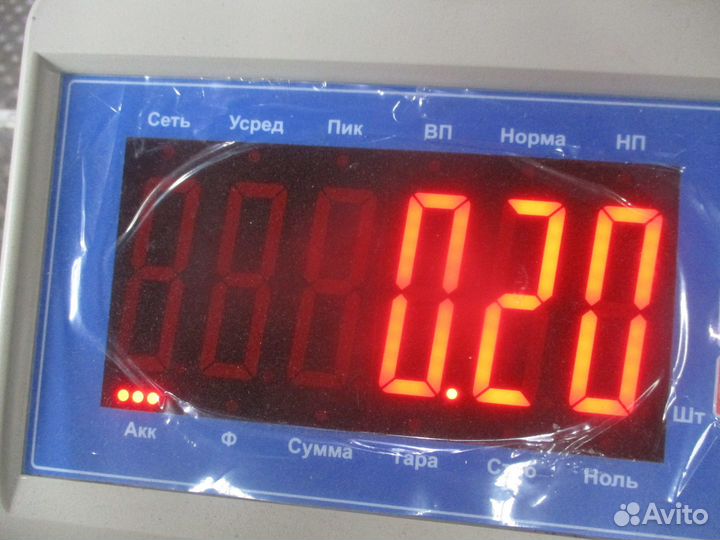 Сеть Усред Пик ВП Норма НП
0.20
Шт
Акк Ф Сумма Тара Ноль
Avito